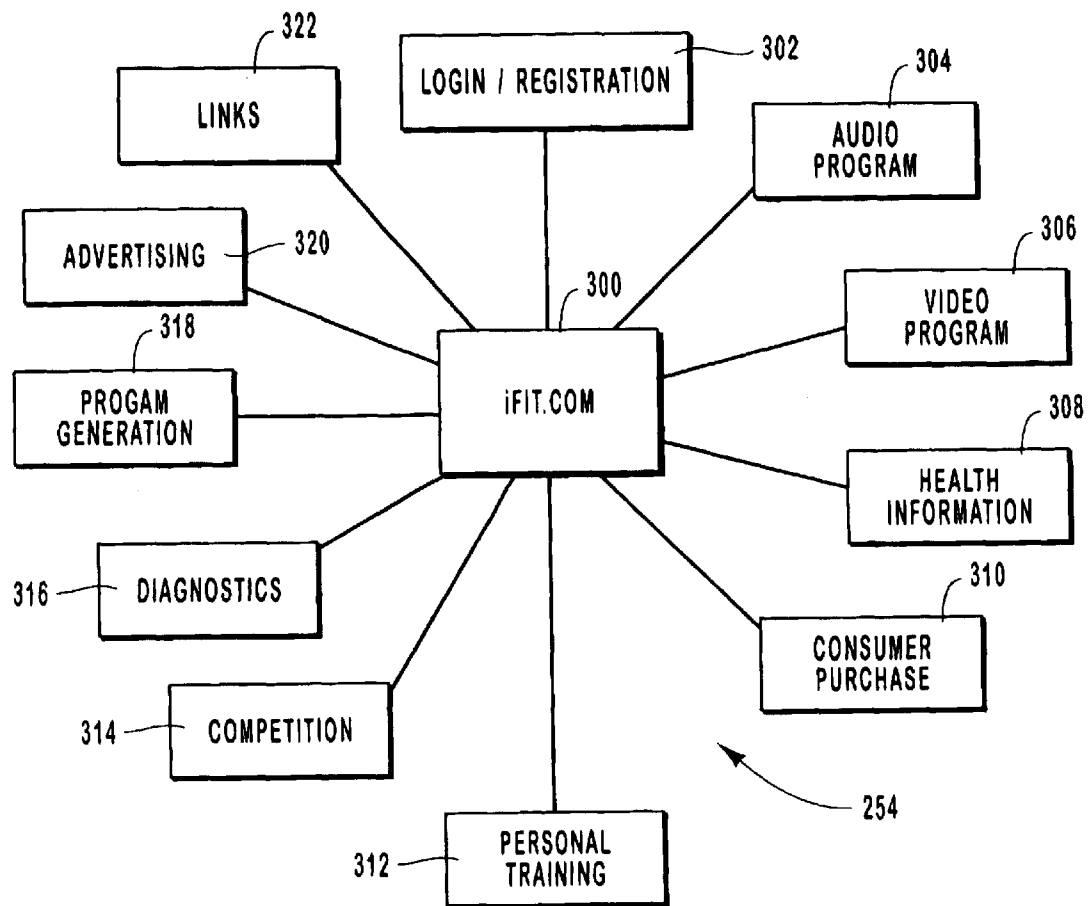 322
LINKS
302
LOGIN / REGISTRATION
304
AUDIO
PROGRAM
ADVERTISING
320
306
VIDEO
PROGRAM
300
iFIT.COM
318
PROGAM
GENERATION
308
HEALTH
INFORMATION
316
DIAGNOSTICS
310
CONSUMER
PURCHASE
314
COMPETITION
254
312
PERSONAL
TRAINING